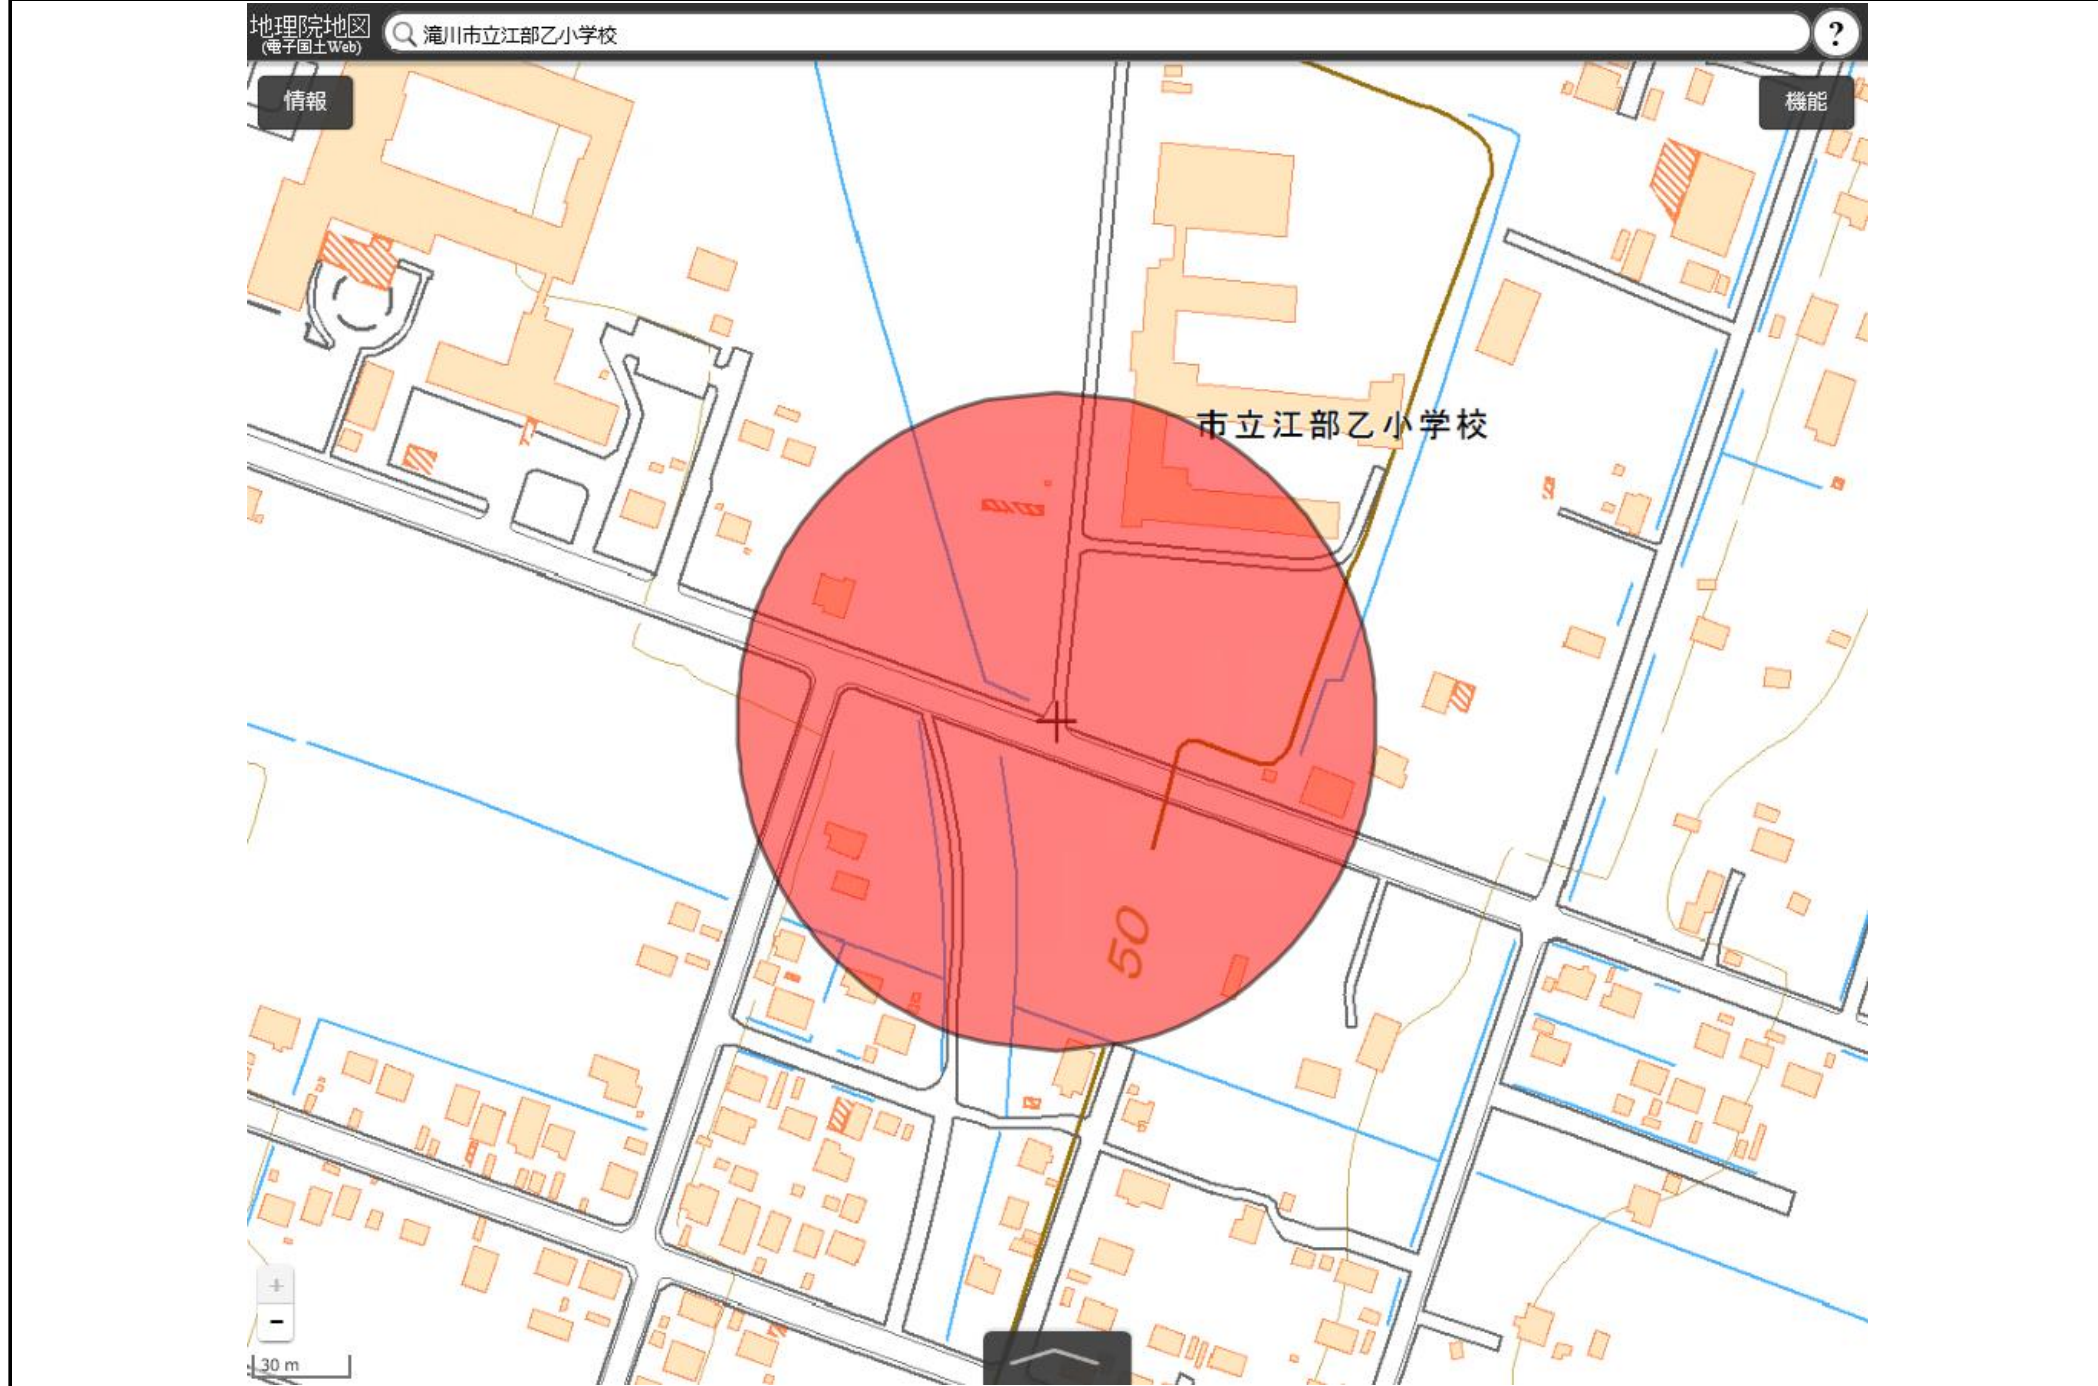 地理院地図
(電子国土Web)
滝川市立江部乙小学校
?
情報
機能
市立江部乙小学校
50
+
-
30 m